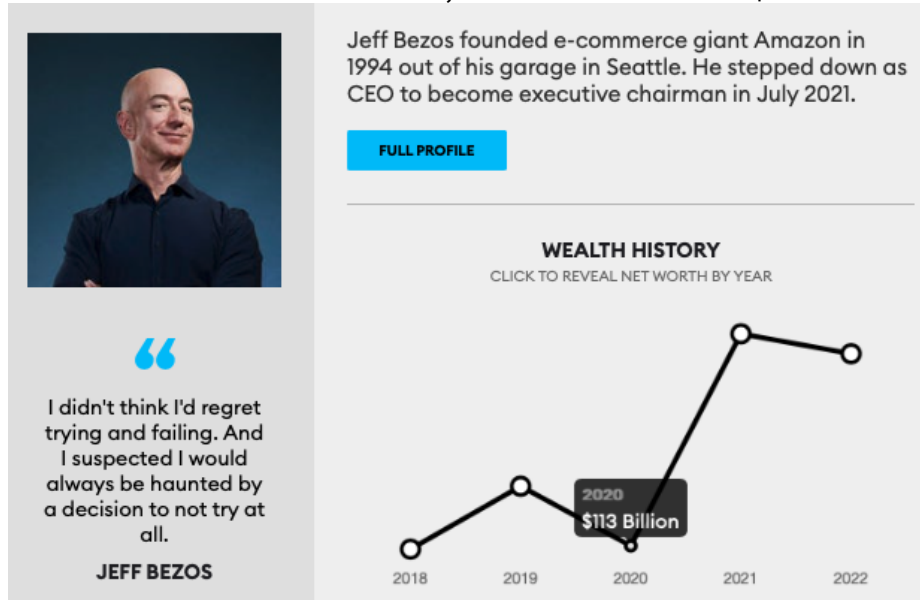 Jeff Bezos founded e-commerce giant Amazon in
1994 out of his garage in Seattle. He stepped down as
CEO to become executive chairman in July 2021.
FULL PROFILE
WEALTH HISTORY
CLICK TO REVEAL NET WORTH BY YEAR
“
I didn't think I'd regret
trying and failing. And
I suspected I would
always be haunted by
a decision to not try at
all.
JEFF BEZOS
2020
$113 Billion
2018 2019 2020 2021 2022